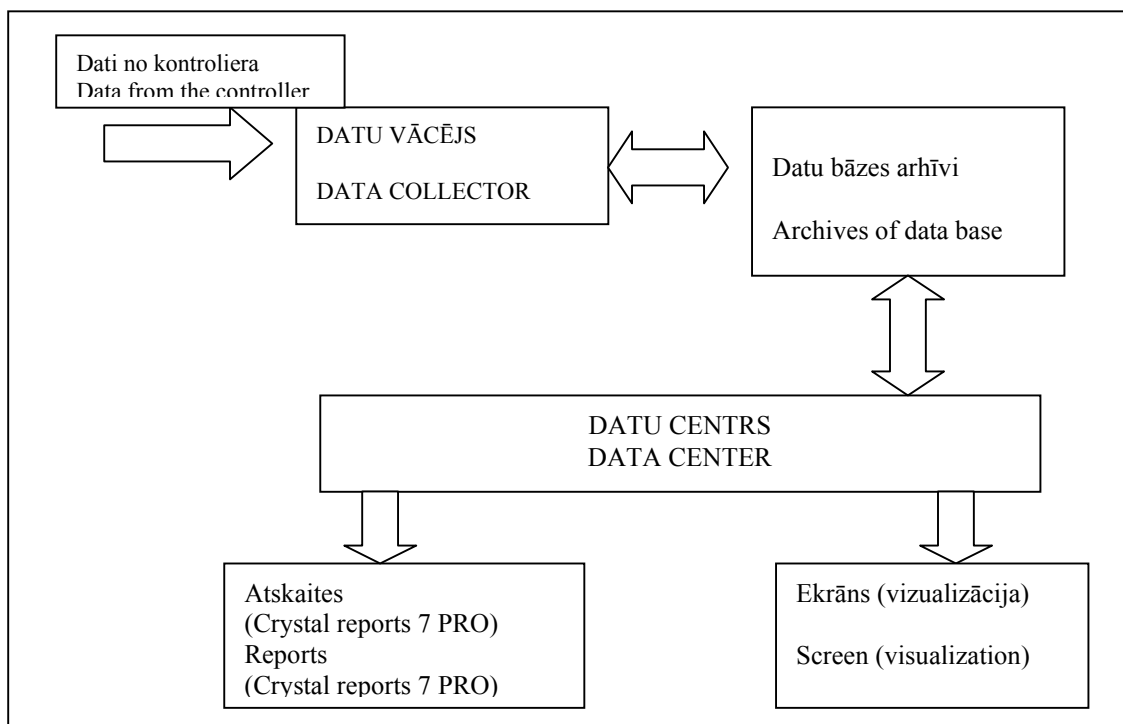 Dati no kontroliera
Data from the controller
DATU VĀCĒJS
DATA COLLECTOR
Datu bāzes arhīvi
Archives of data base
DATU CENTRS
DATA CENTER
Atskaites
(Crystal reports 7 PRO)
Reports
(Crystal reports 7 PRO)
Ekrāns (vizualizācija)
Screen (visualization)